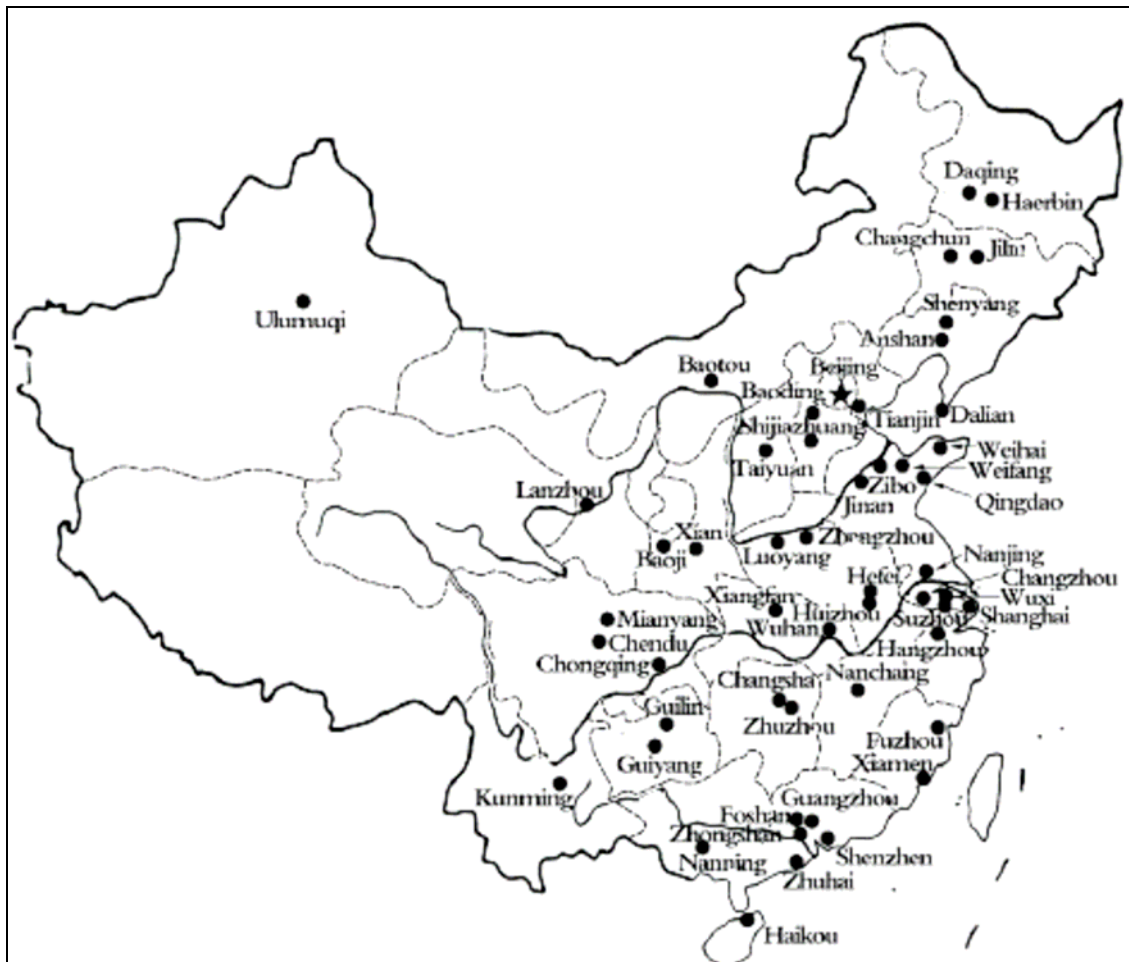 Daqing
Haerbin
Changchun
Jilin
Ulumuqi
Shenyang
Anshan
Beijing
Baotou
Baoding
Tianjin
Dalian
Shijiazhuang
Weihai
Taiyuan
Weifang
Lanzhou
Zibo
Jinan
Qingdao
Xian
Zhengzhou
Baoji
Luoyang
Nanjing
Hefei
Changzhou
Xiangfan
Wuxi
Huizhou
Suzhou
Shanghai
Mianyang
Wuhan
Chendu
Hangzhou
Chongqing
Nanchang
Changsha
Guilin
Zhuzhou
Fuzhou
Guiyang
Xiamen
Kunming
Guangzhou
Foshan
Zhongshan
Shenzhen
Nanning
Zhuhai
Haikou